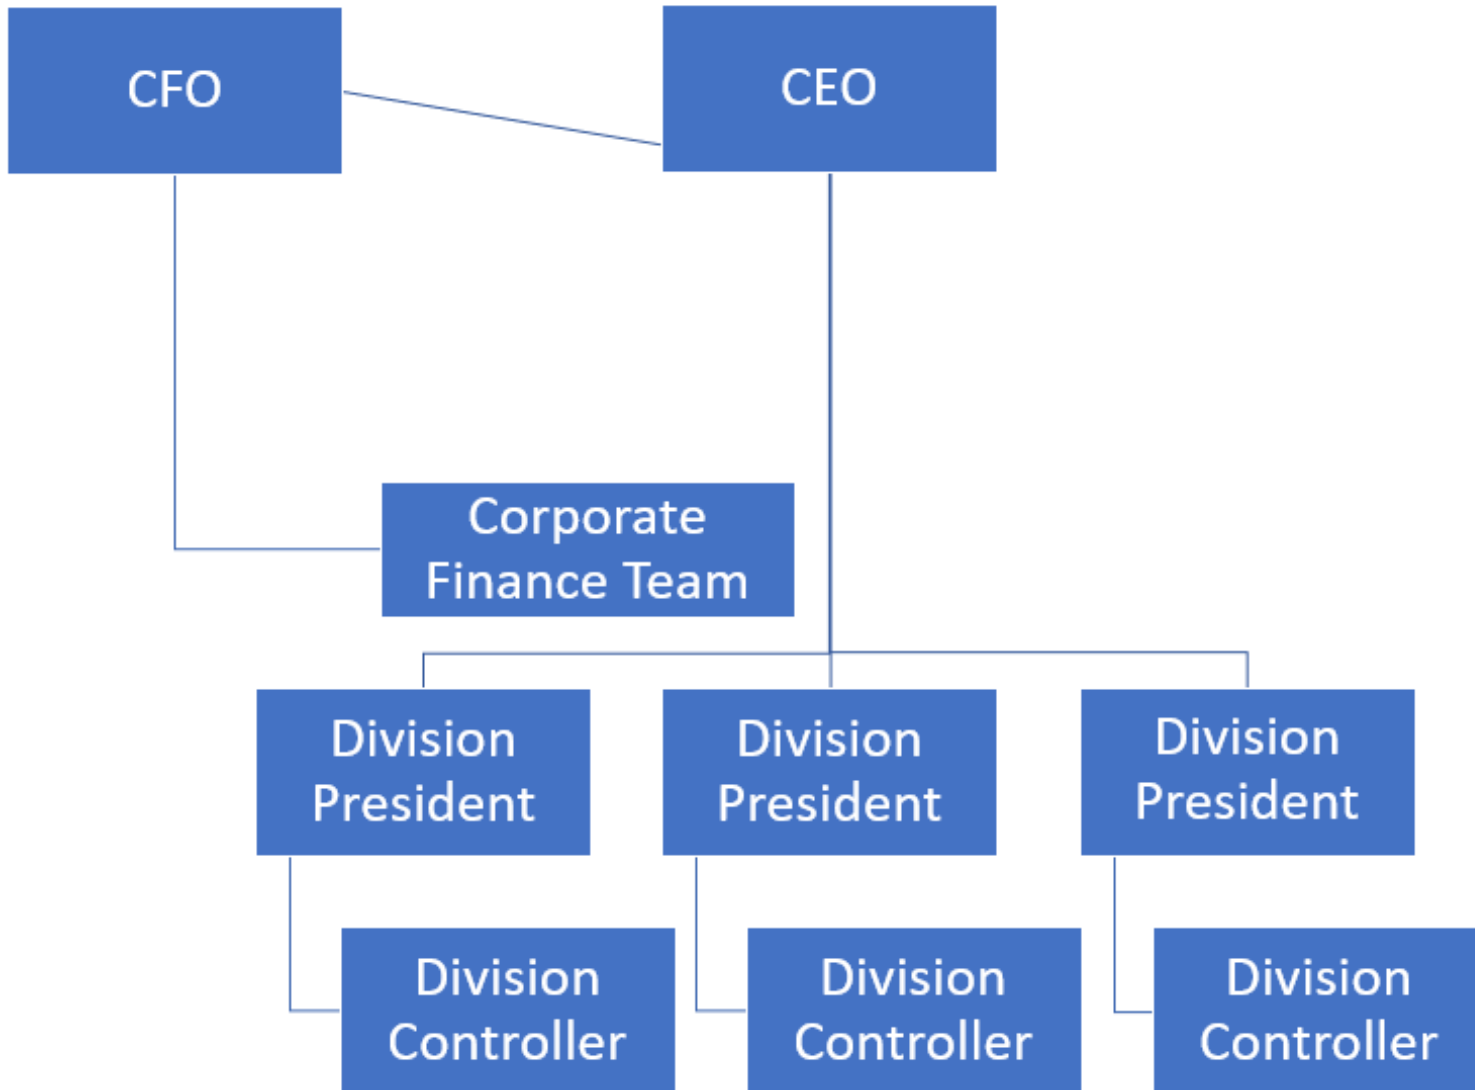 CFO
CEO
Corporate
Finance Team
Division
President
Division
President
Division
President
Division
Controller
Division
Controller
Division
Controller